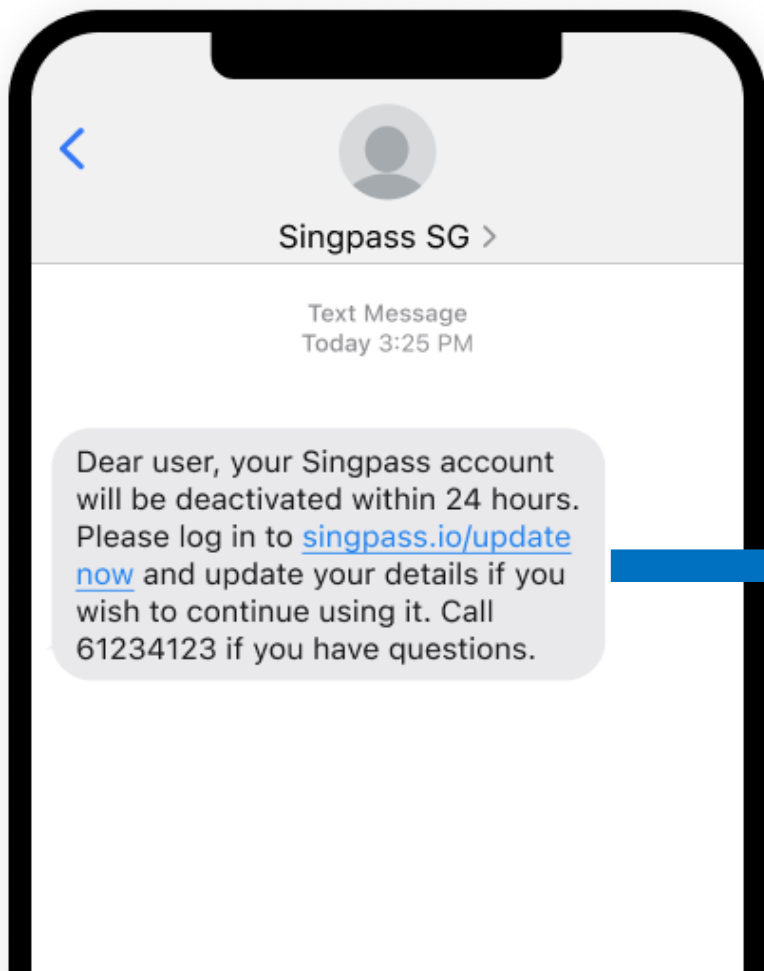 Singpass SG
Text Message
Today 3:25 PM
Dear user, your Singpass account
will be deactivated within 24 hours.
Please log in to singpass.io/update
now and update your details if you
wish to continue using it. Call
61234123 if you have questions.